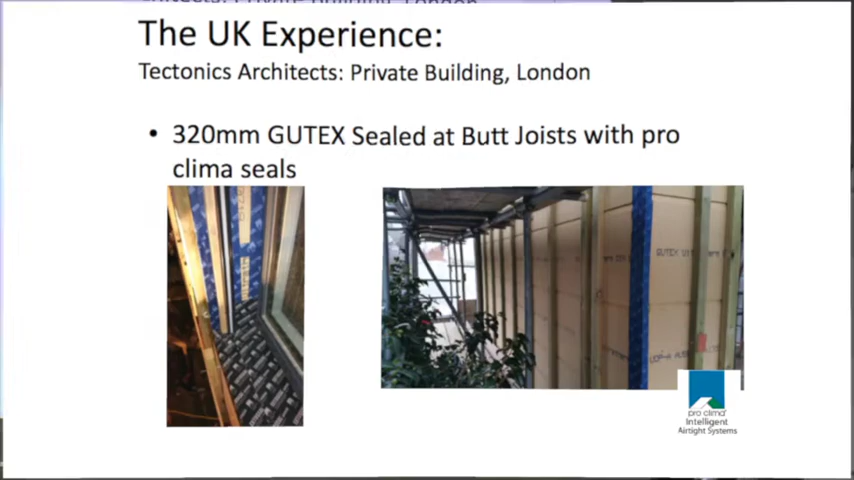 The UK Experience:
Tectonics Architects: Private Building, London
• 320mm GUTEX Sealed at Butt Joists with pro
clima seals
GUTEX
pro clima
Intelligent
Airtight Systems